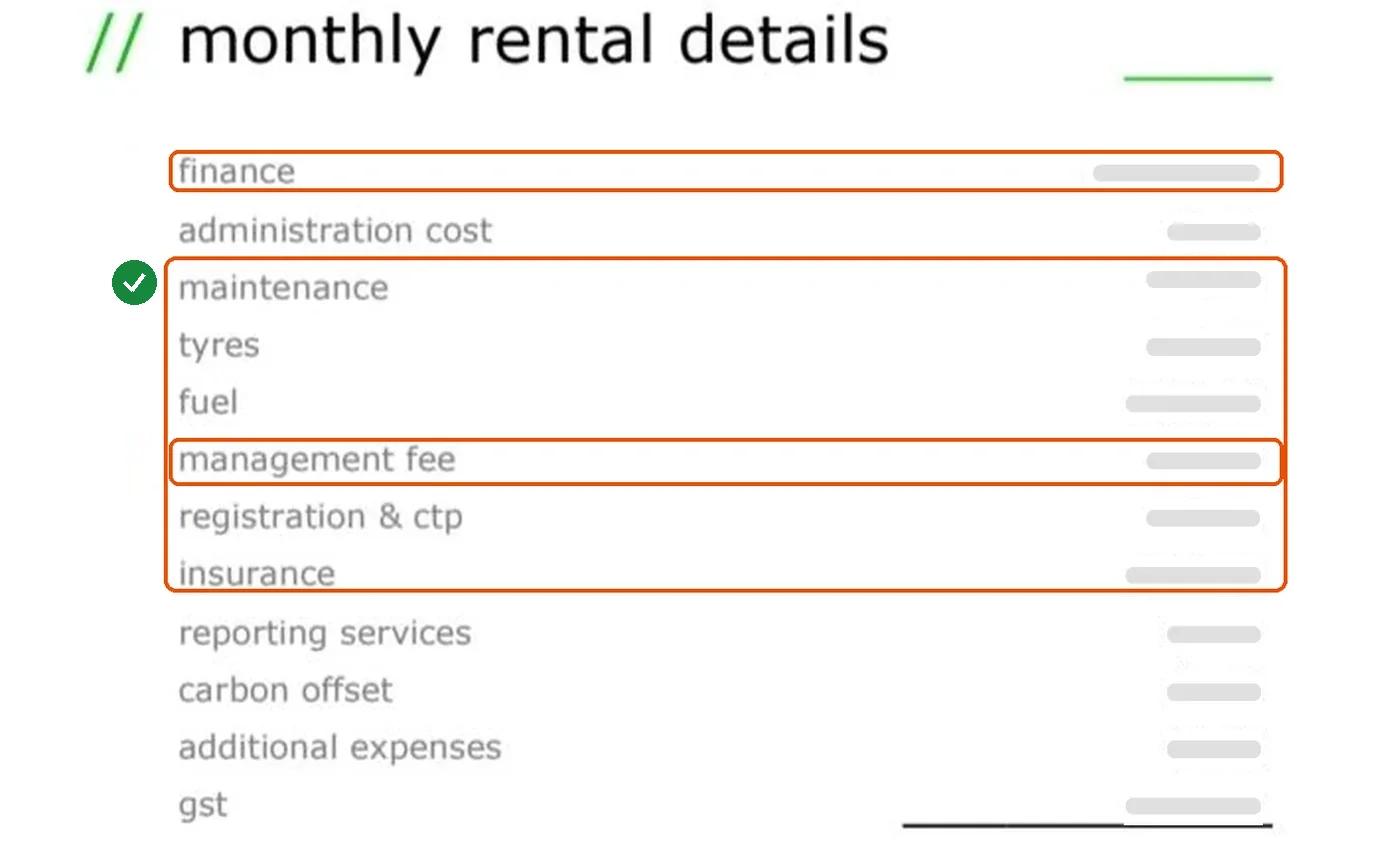 // monthly rental details
finance
administration cost
maintenance
tyres
fuel
management fee
registration & ctp
insurance
reporting services
carbon offset
additional expenses
gst